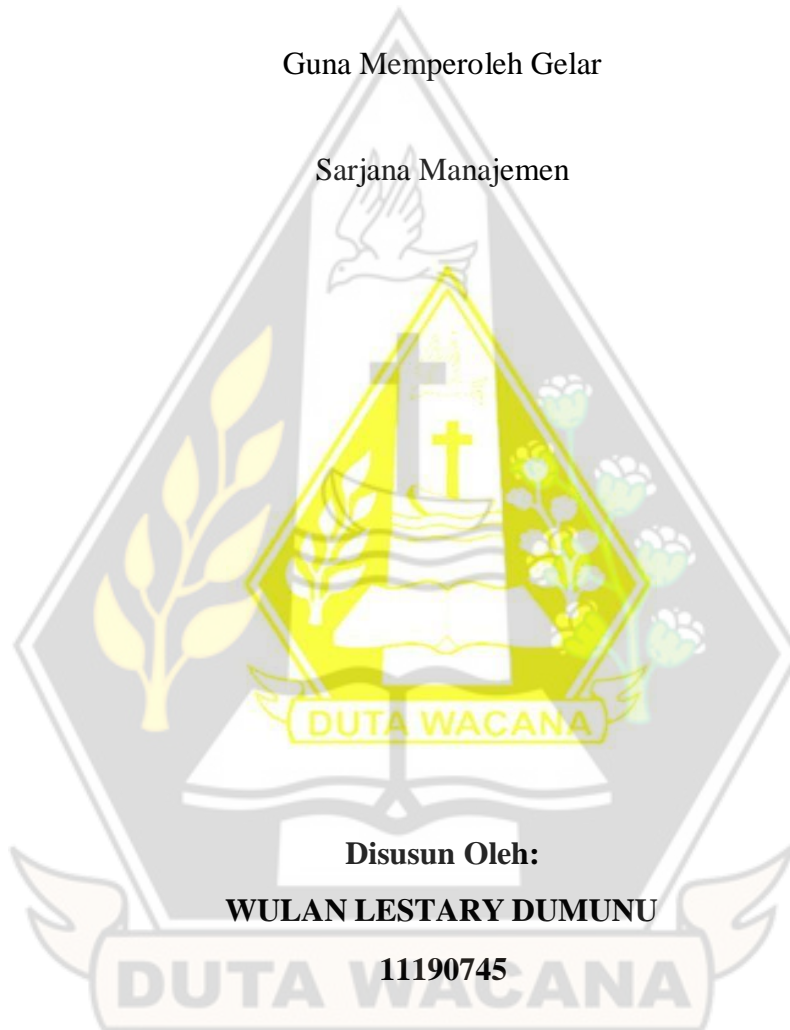 Guna Memperoleh Gelar
Sarjana Manajemen
DUTA WACANA
Disusun Oleh:
WULAN LESTARY DUMUNU
11190745
DUTA WACANA